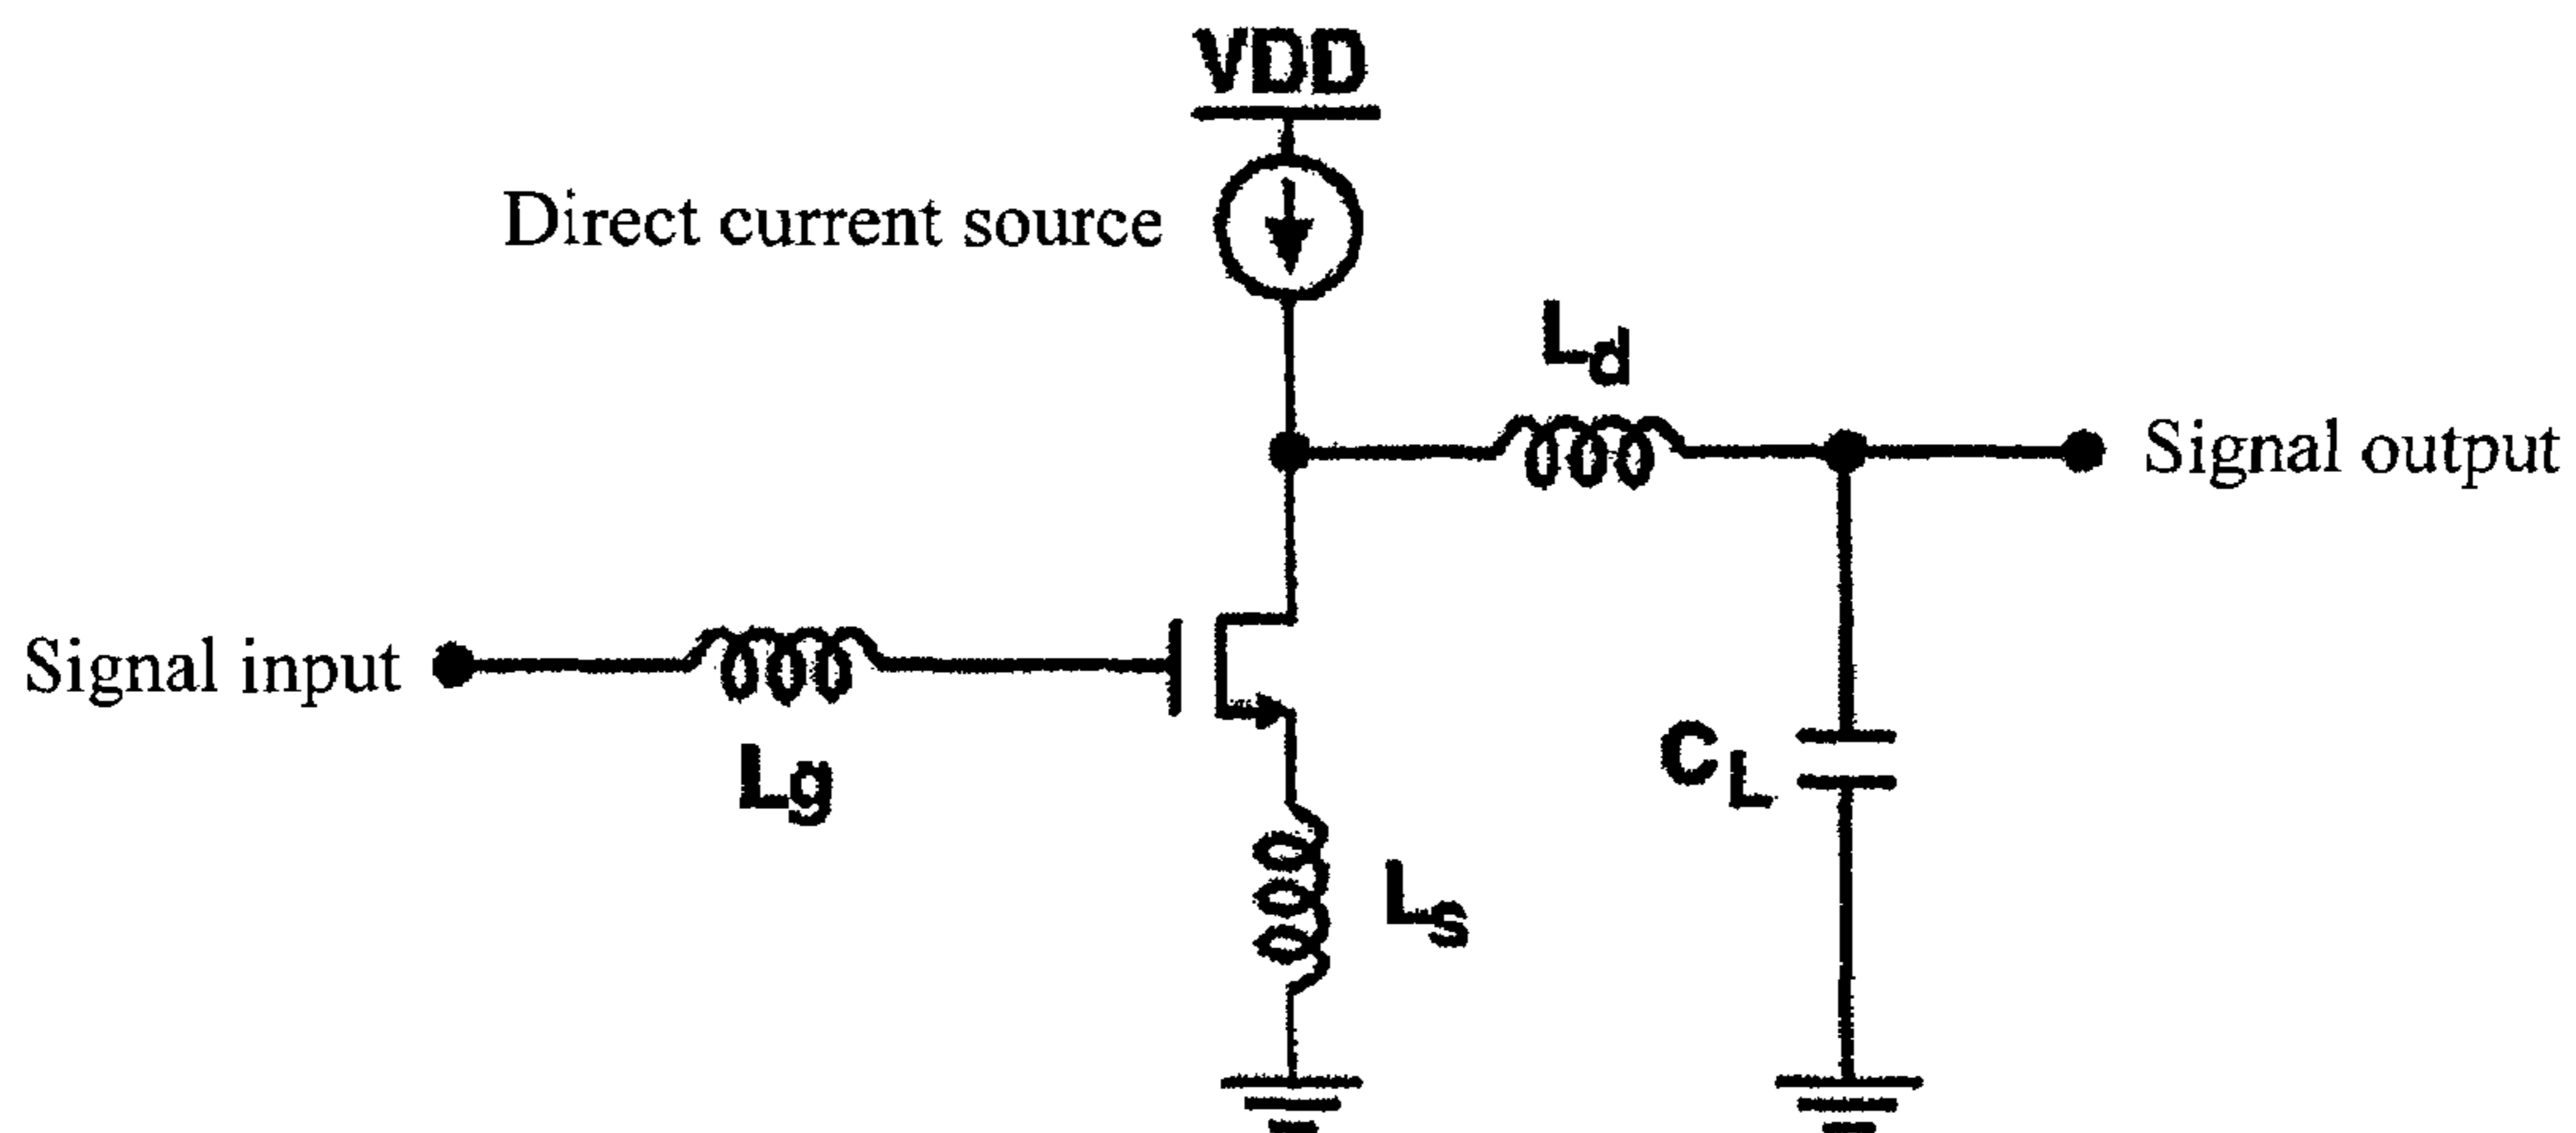 VDD
Direct current source
Ld
Signal output
Signal input
Lg
CL
Ls